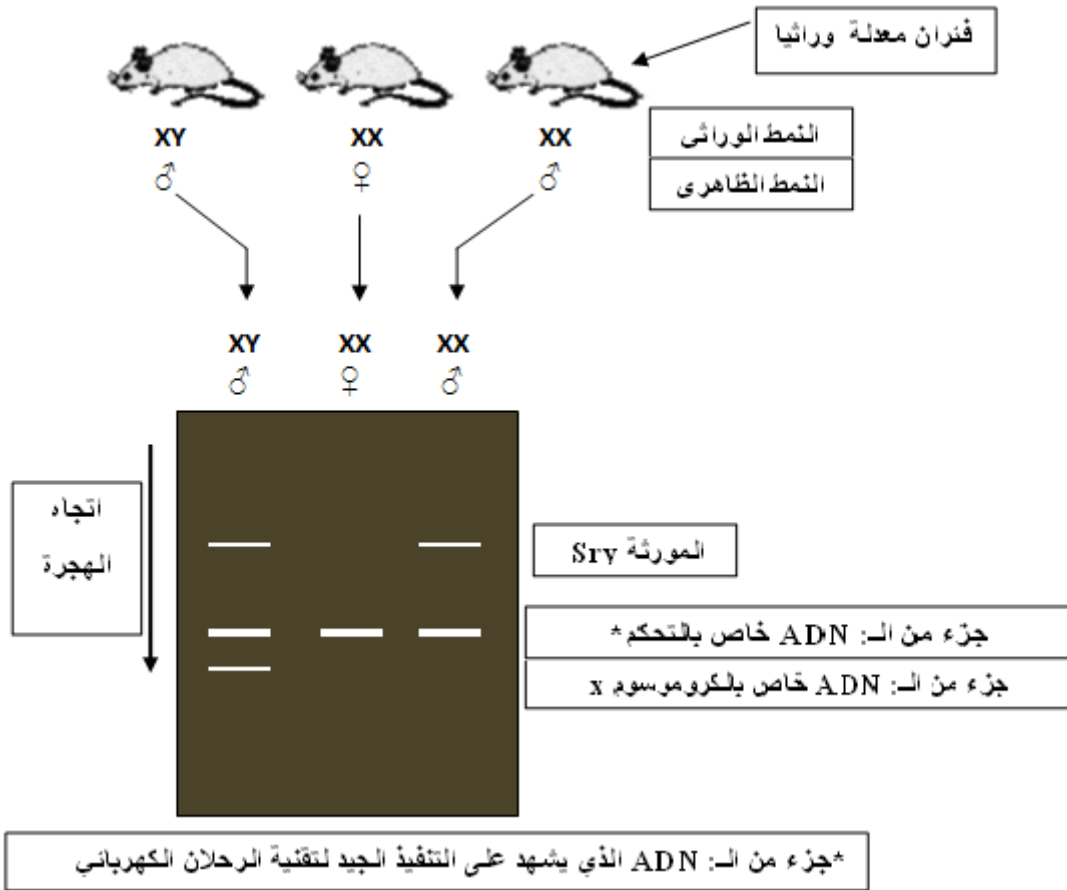 فئران معدلة وراثيا
XY XX XX
♂ ♀ ♂
النمط الوراثى
النمط الظاهرى
XY XX XX
♂ ♀ ♂
اتجاه
الهجرة
المورثة Sry
جزء من الـ: ADN خاص بالتحكم*
جزء من الـ: ADN خاص بالكروموسوم x
*جزء من الـ: ADN الذي يشهد على التنفيذ الجيد لتقنية الرحلان الكهربائي